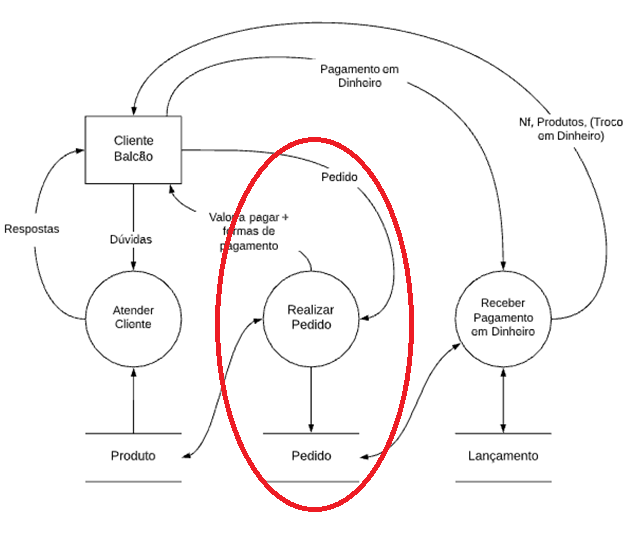 Pagamento em
Dinheiro
Nf, Produtos, (Troco
em Dinheiro)
Cliente
Balcão
Pedido
Valor a pagar +
formas de
pagamento
Respostas
Dúvidas
Atender
Cliente
Realizar
Pedido
Receber
Pagamento
em Dinheiro
Produto
Pedido
Lançamento